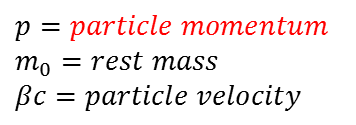 p = particle momentum
m₀ = rest mass
βc = particle velocity